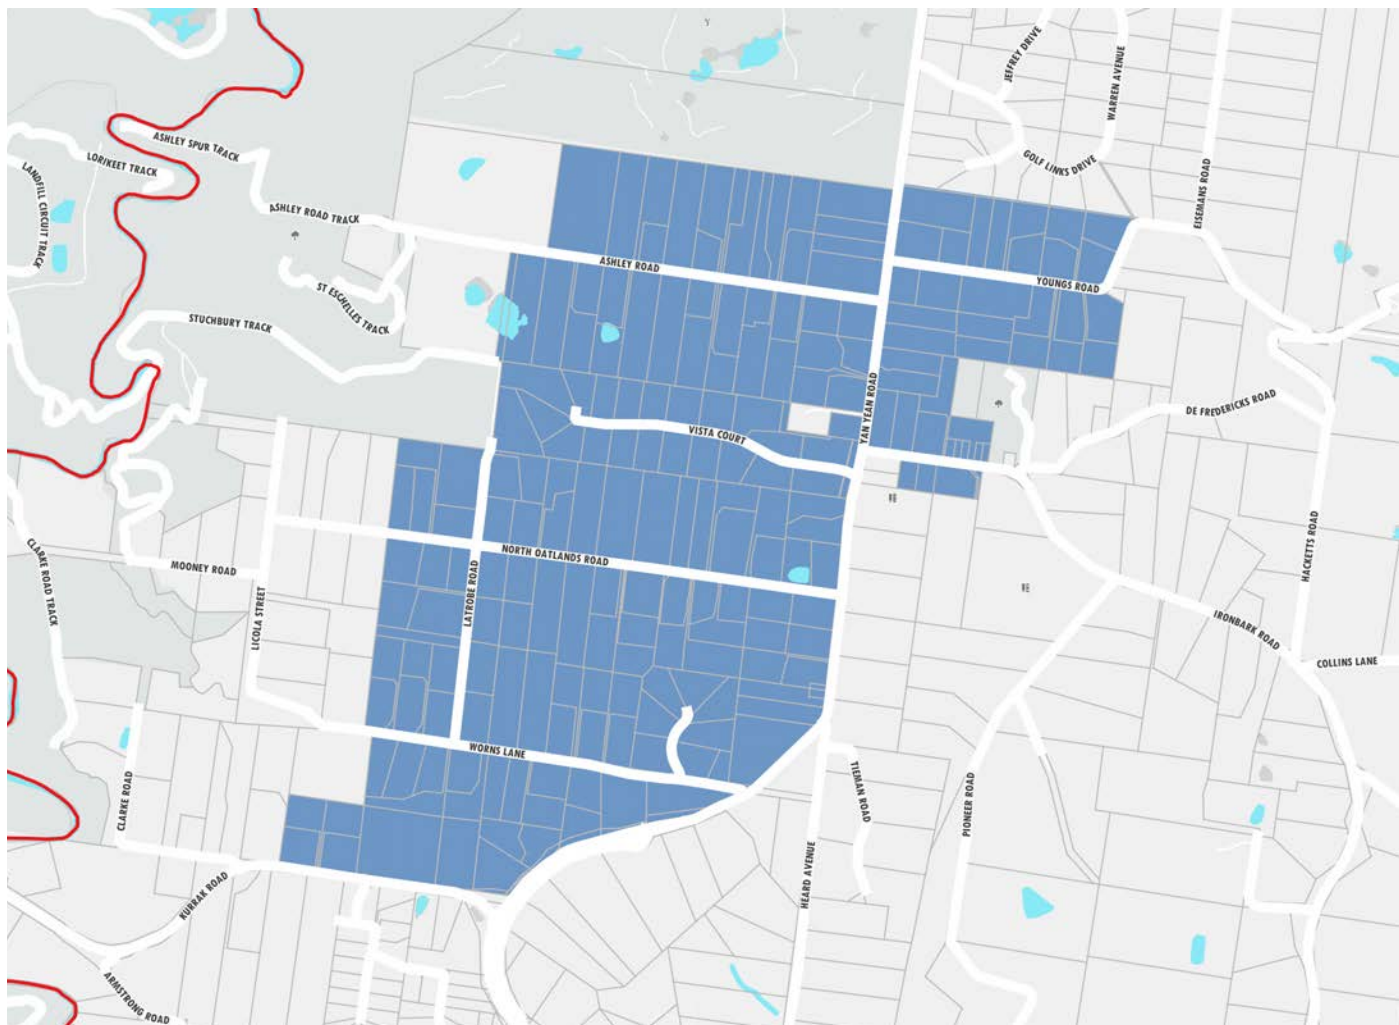 JEFFREY DRIVE
WARREN AVENUE
GOLF LINKS DRIVE
EISEMANS ROAD
ASHLEY SPUR TRACK
LORIKEET TRACK
LANDFILL CIRCUIT TRACK
ASHLEY ROAD TRACK
ASHLEY ROAD
YOUNGS ROAD
ST ESCHELLES TRACK
STUCHBURY TRACK
YAN YEAN ROAD
DE FREDERICKS ROAD
VISTA COURT
HACKETTS ROAD
CLARKE ROAD TRACK
MOONEY ROAD
NORTH OATLANDS ROAD
LATROBE ROAD
LICOLA STREET
IRONBARK ROAD
COLLINS LANE
WORNS LANE
CLARKE ROAD
TIEMAN ROAD
PIONEER ROAD
HEARD AVENUE
KURRAK ROAD
ARMSTRONG ROAD